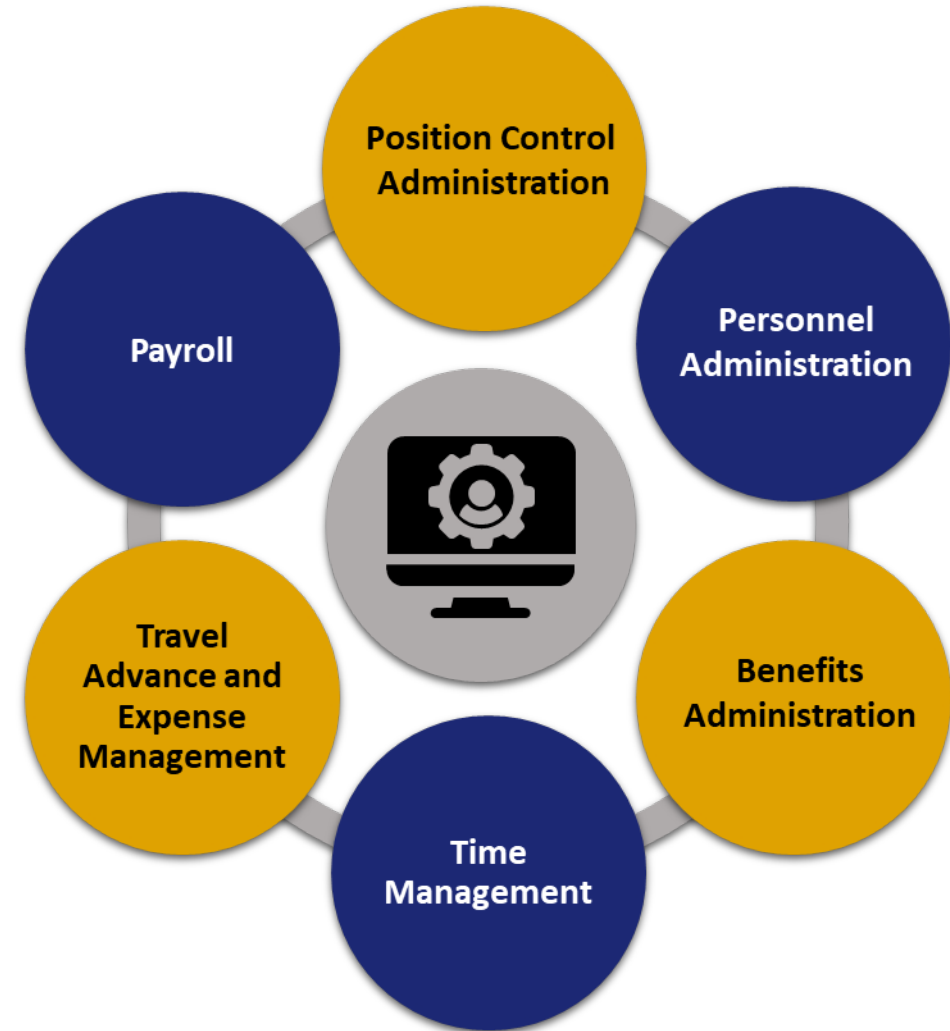 Position Control
Administration
Personnel
Administration
Benefits
Administration
Time
Management
Travel
Advance and
Expense
Management
Payroll